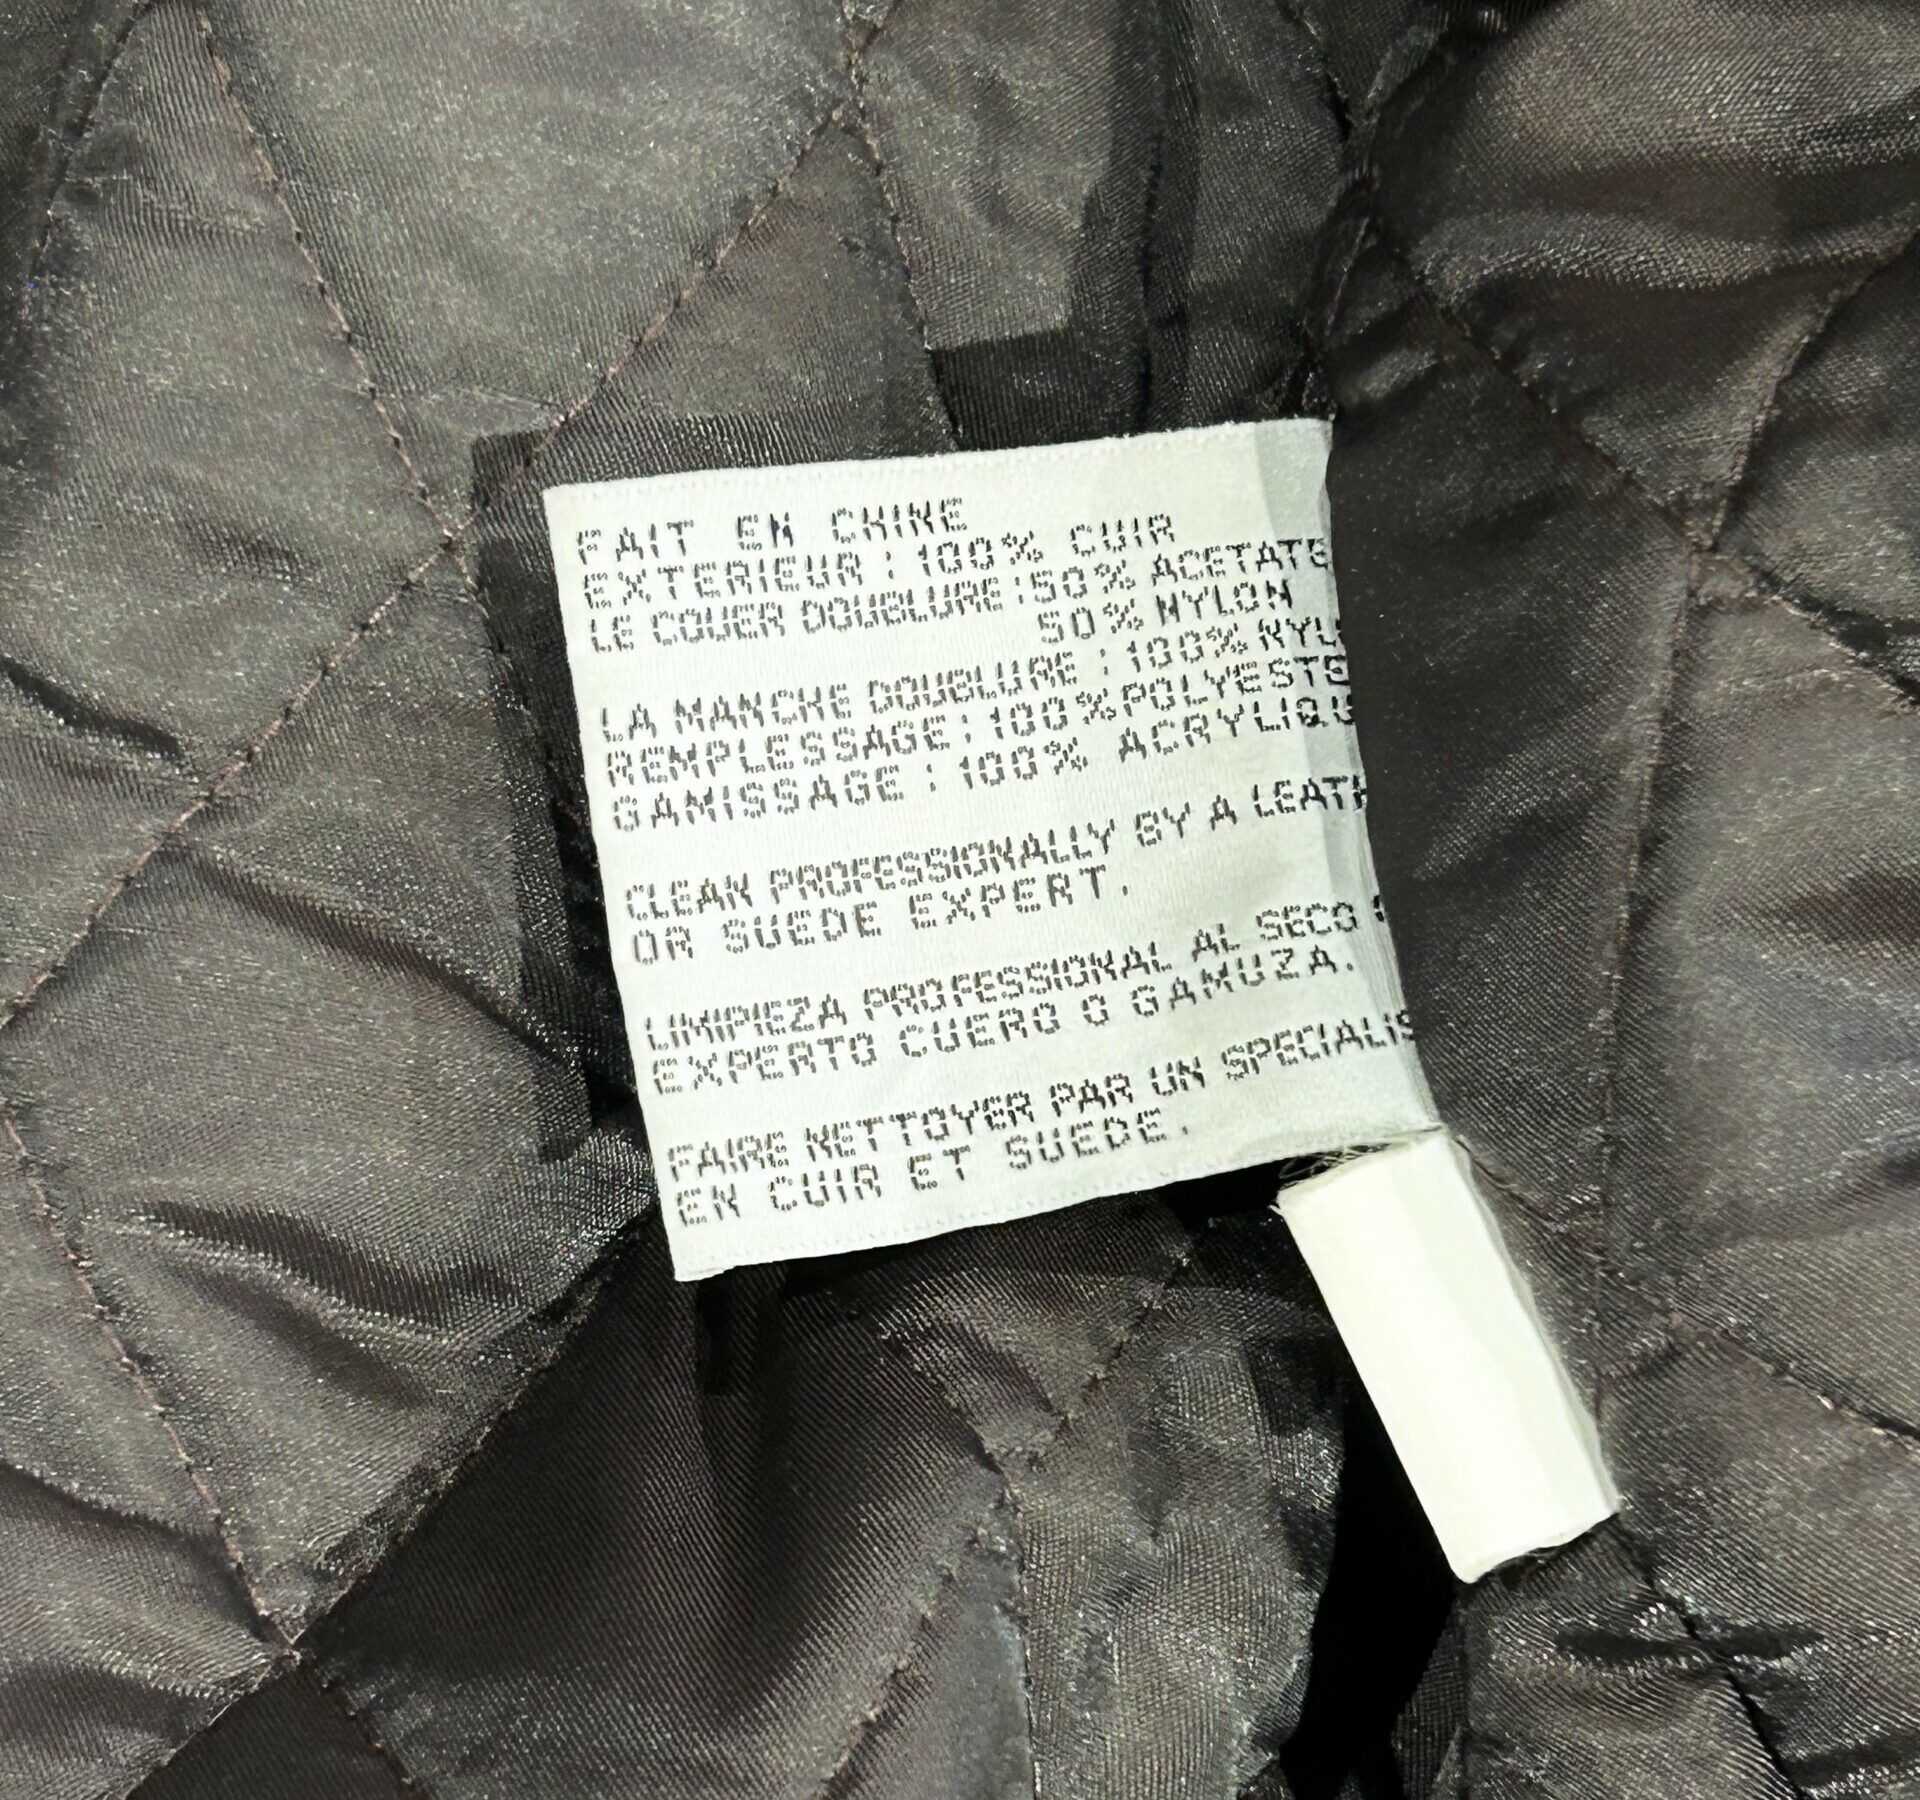 FAIT EN CHINE
EXTERIEUR : 100% CUIR
LE COUER DOUBLURE :50% ACETATE
50% NYLON
LA MANCHE DOUBLURE : 100% NYL
REMPLESSAGE : 100% POLYESTE
GAMISSAGE : 100% ACRYLIQU
CLEAN PROFESSIONALLY BY A LEATH
OR SUEDE EXPERT.
LIMPIEZA PROFESSIONAL AL SECO
EXPERTO CUERO O GAMUZA.
FAIRE NETTOYER PAR UN SPECIALIS
EN CUIR ET SUEDE.